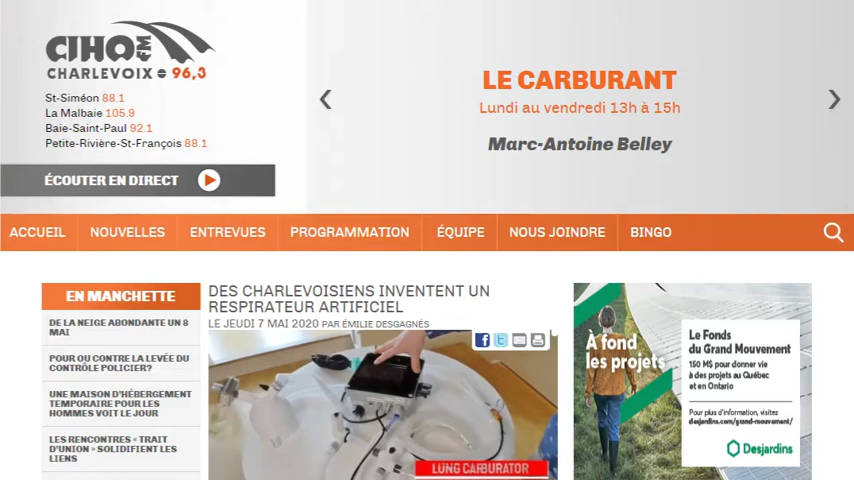 CIHO FM
CHARLEVOIX 96,3
St-Siméon 88.1
La Malbaie 105.9
Baie-Saint-Paul 92.1
Petite-Rivière-St-François 88.1
ÉCOUTER EN DIRECT
LE CARBURANT
Lundi au vendredi 13h à 15h
Marc-Antoine Belley
ACCUEIL NOUVELLES ENTREVUES PROGRAMMATION ÉQUIPE NOUS JOINDRE BINGO
EN MANCHETTE
DE LA NEIGE ABONDANTE UN 8
MAI
POUR OU CONTRE LA LEVÉE DU
CONTRÔLE POLICIER?
UNE MAISON D'HÉBERGEMENT
TEMPORAIRE POUR LES
HOMMES VOIT LE JOUR
LES RENCONTRES « TRAIT
D'UNION » SOLIDIFIENT LES
LIENS
DES CHARLEVOISIENS INVENTENT UN
RESPIRATEUR ARTIFICIEL
LE JEUDI 7 MAI 2020 PAR ÉMILIE DESGAGNÉS
LUNG CARBURATOR
À fond
les projets
Le Fonds
du Grand Mouvement
150 M$ pour donner vie
à des projets au Québec
et en Ontario
Pour plus d'information, visitez
desjardins.com/grand-mouvement/
Desjardins